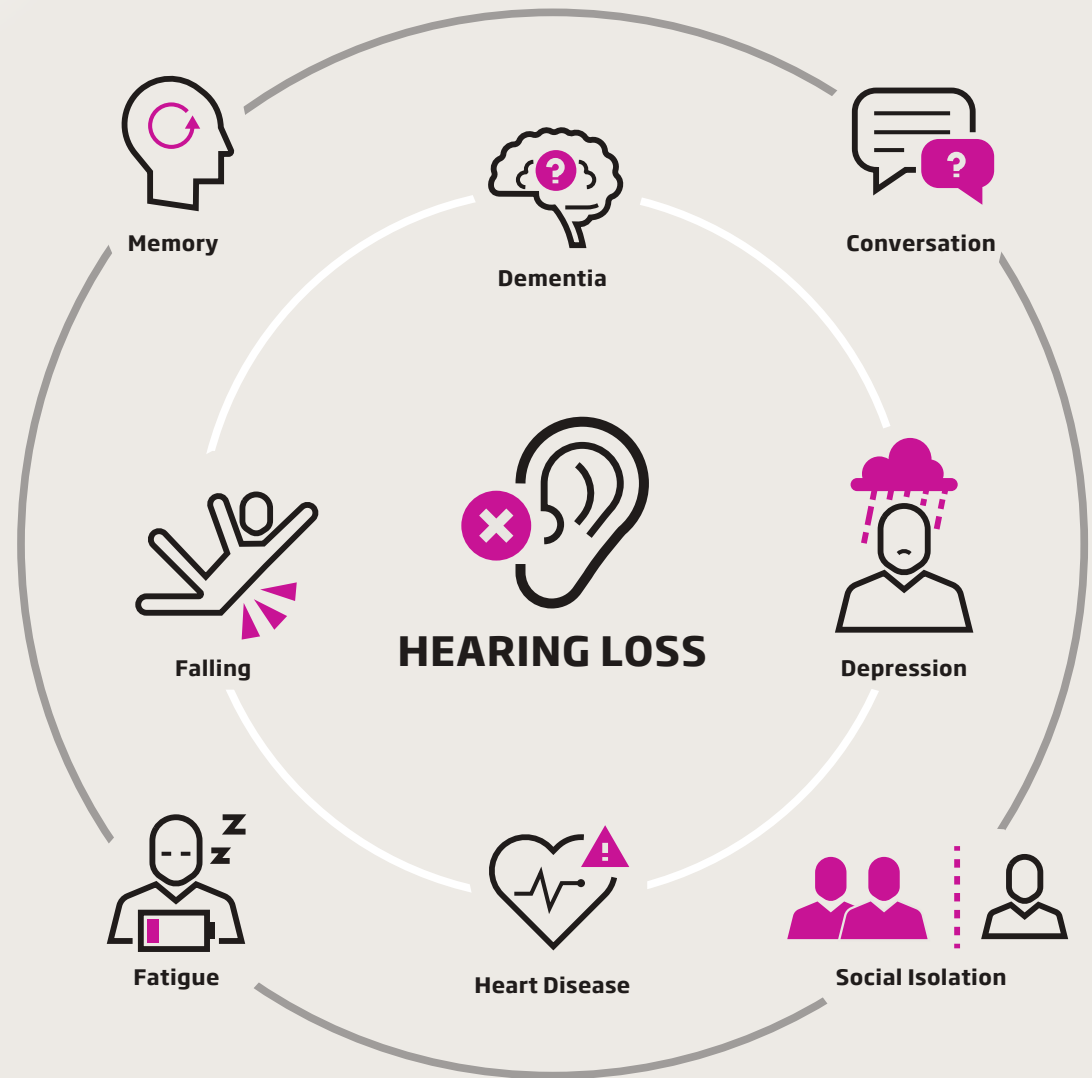 Memory
Dementia
Conversation
?
?
HEARING LOSS
Falling
Depression
z
z
!
Fatigue
Heart Disease
Social Isolation